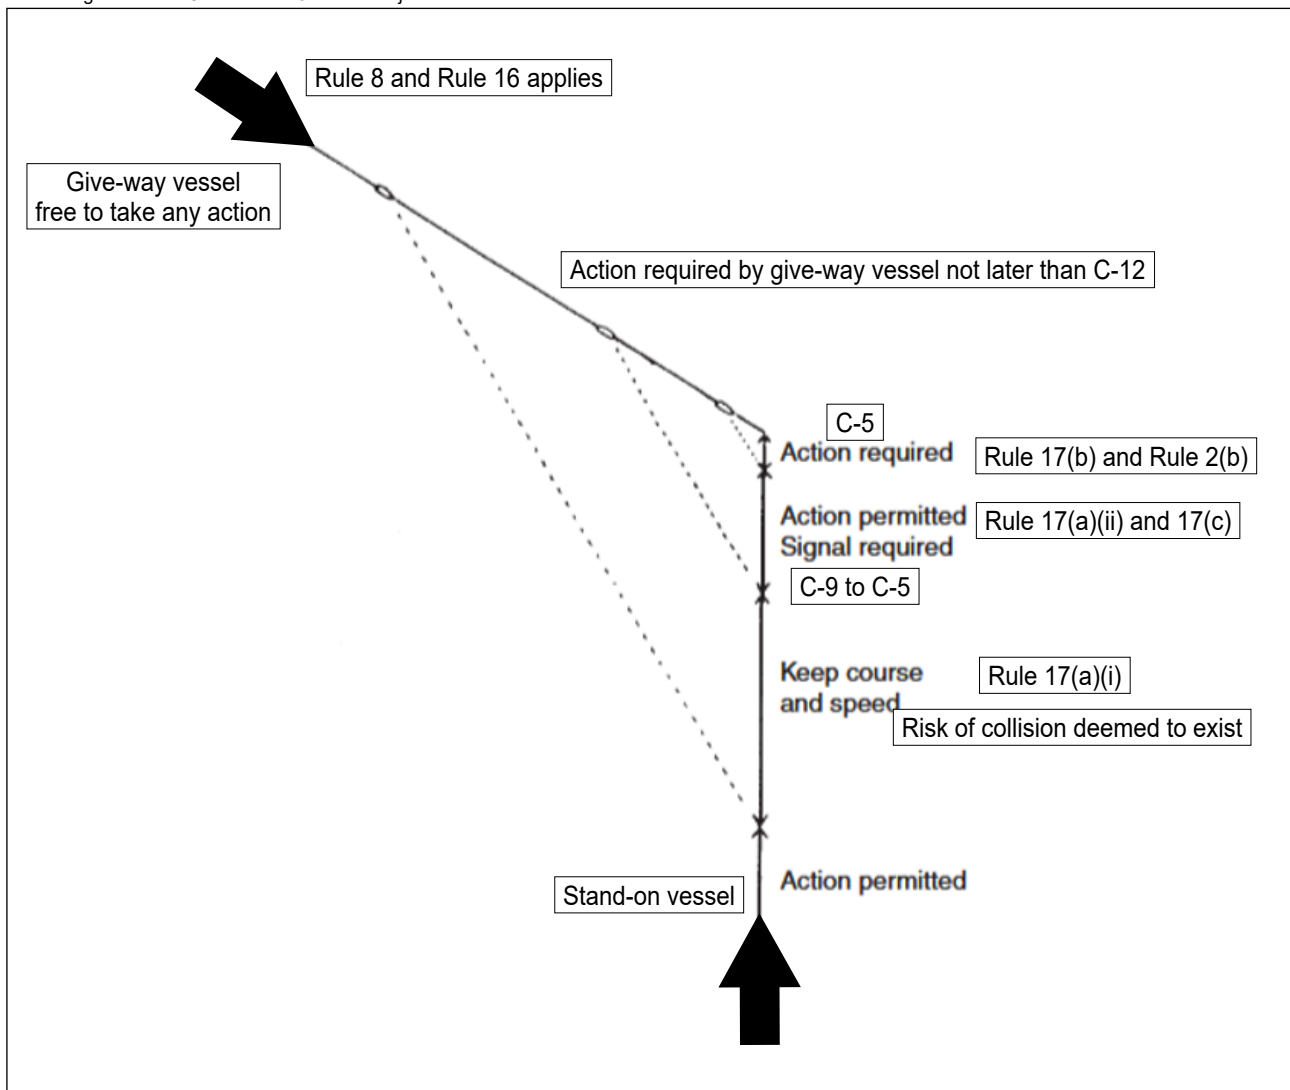 Rule 8 and Rule 16 applies
Give-way vessel
free to take any action
Action required by give-way vessel not later than C-12
C-5
Action required
Rule 17(b) and Rule 2(b)
Action permitted
Signal required
Rule 17(a)(ii) and 17(c)
C-9 to C-5
Keep course
and speed
Rule 17(a)(i)
Risk of collision deemed to exist
Stand-on vessel
Action permitted